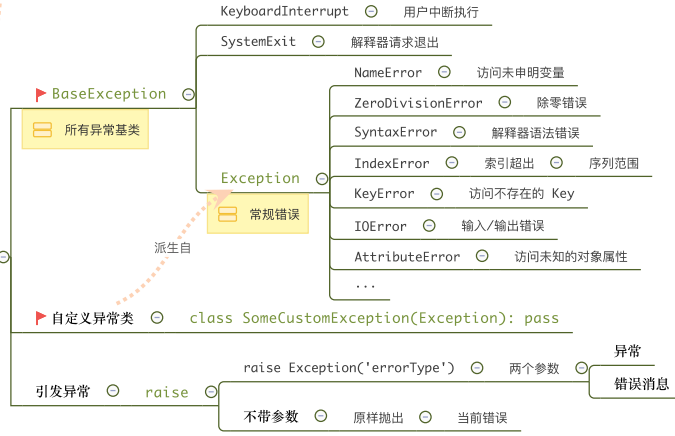 KeyboardInterrupt 用户中断执行
SystemExit 解释器请求退出
BaseException
所有异常基类
NameError 访问未申明变量
ZeroDivisionError 除零错误
SyntaxError 解释器语法错误
IndexError 索引超出 序列范围
Exception
常规错误
KeyError 访问不存在的 Key
IOError 输入/输出错误
AttributeError 访问未知的对象属性
...
派生自
自定义异常类 class SomeCustomException(Exception): pass
引发异常 raise
raise Exception('errorType') 两个参数
异常
错误消息
不带参数 原样抛出 当前错误